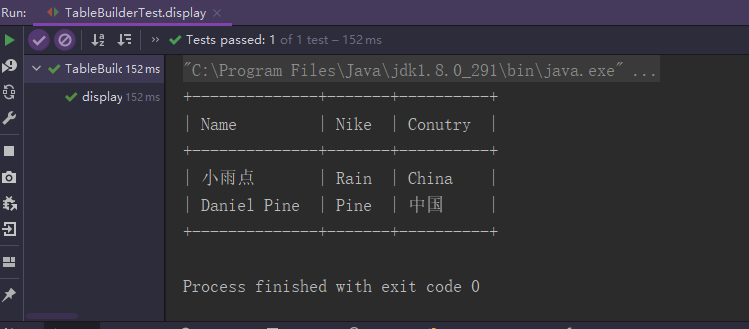 Run: TableBuilderTest.display
Tests passed: 1 of 1 test – 152 ms
TableBuilc 152 ms
display 152 ms
"C:\Program Files\Java\jdk1.8.0_291\bin\java.exe" ...
+--------------+-------+----------+
| Name         | Nike  | Conutry  |
+--------------+-------+----------+
| 小雨点       | Rain  | China    |
| Daniel Pine  | Pine  | 中国     |
+--------------+-------+----------+
Process finished with exit code 0